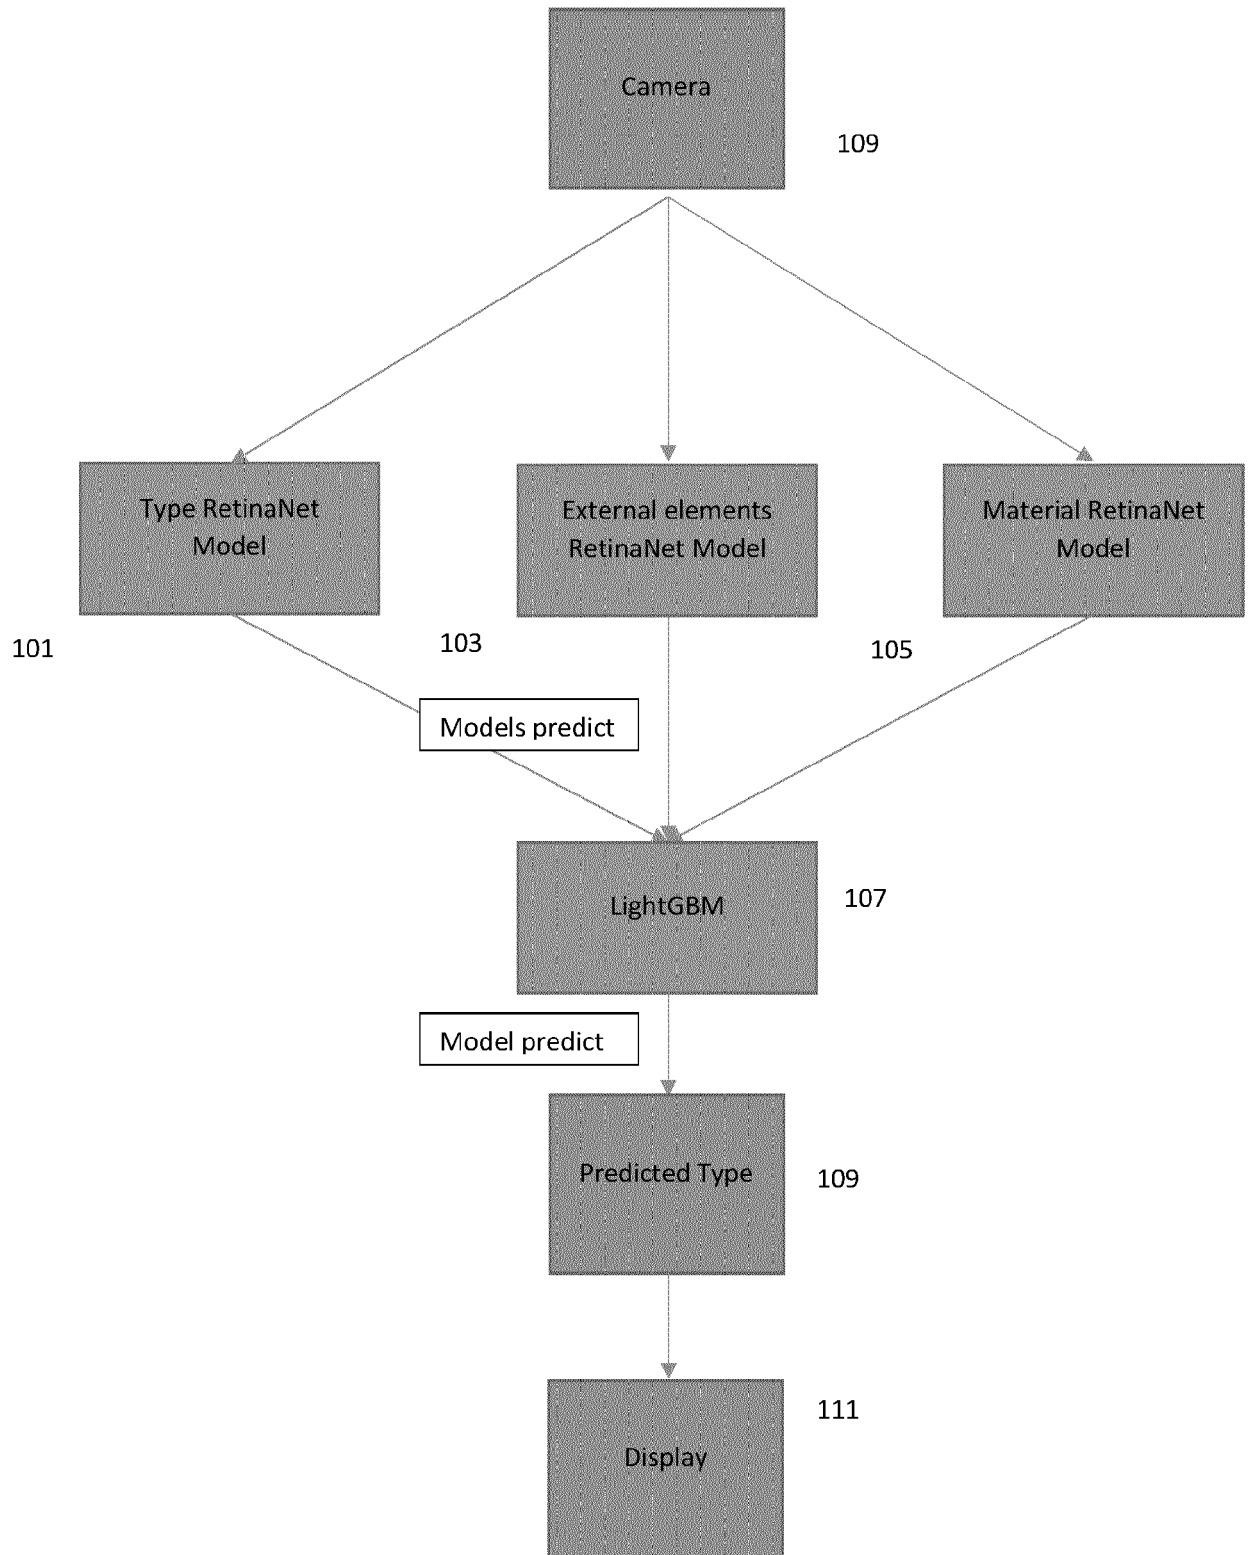 Camera
109
Type RetinaNet
Model
External elements
RetinaNet Model
Material RetinaNet
Model
101
103
105
Models predict
LightGBM
107
Model predict
Predicted Type
109
111
Display